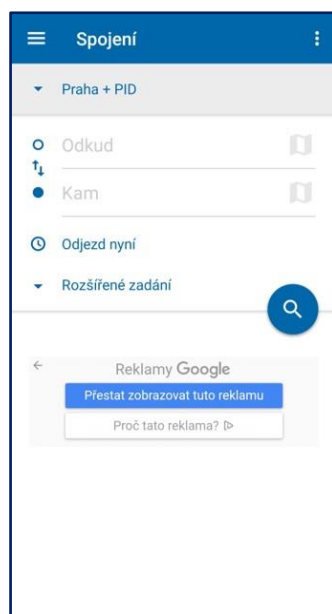 Spojení
Praha + PID
Odkud
Kam
Odjezd nyní
Rozšířené zadání
Reklamy Google
Přestat zobrazovat tuto reklamu
Proč tato reklama?